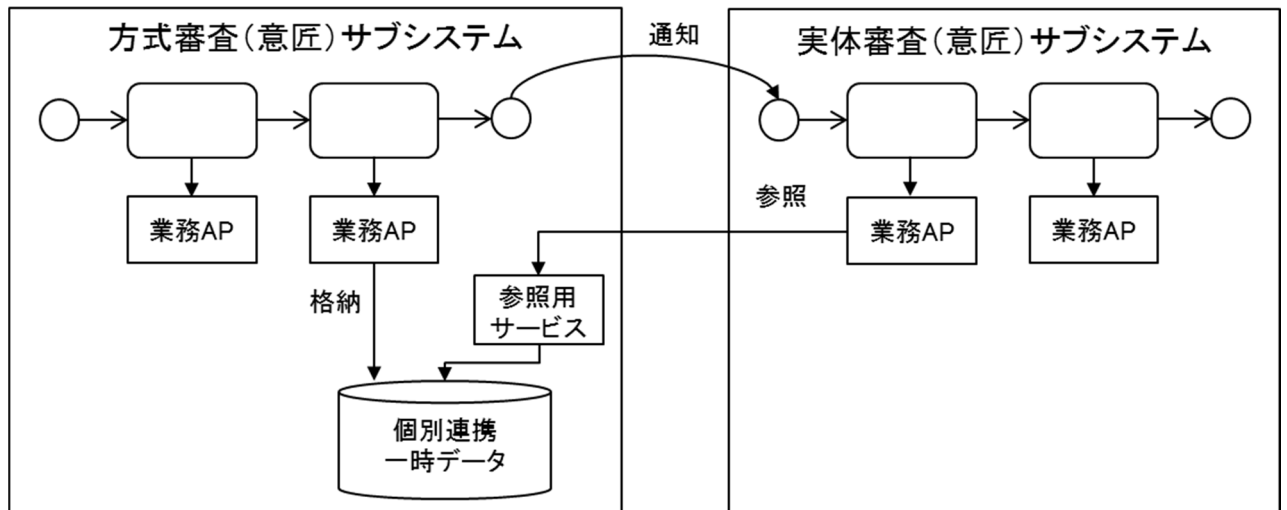 方式審査(意匠)サブシステム
通知
実体審査(意匠)サブシステム
業務AP
業務AP
参照
業務AP
業務AP
格納
参照用
サービス
個別連携
一時データ